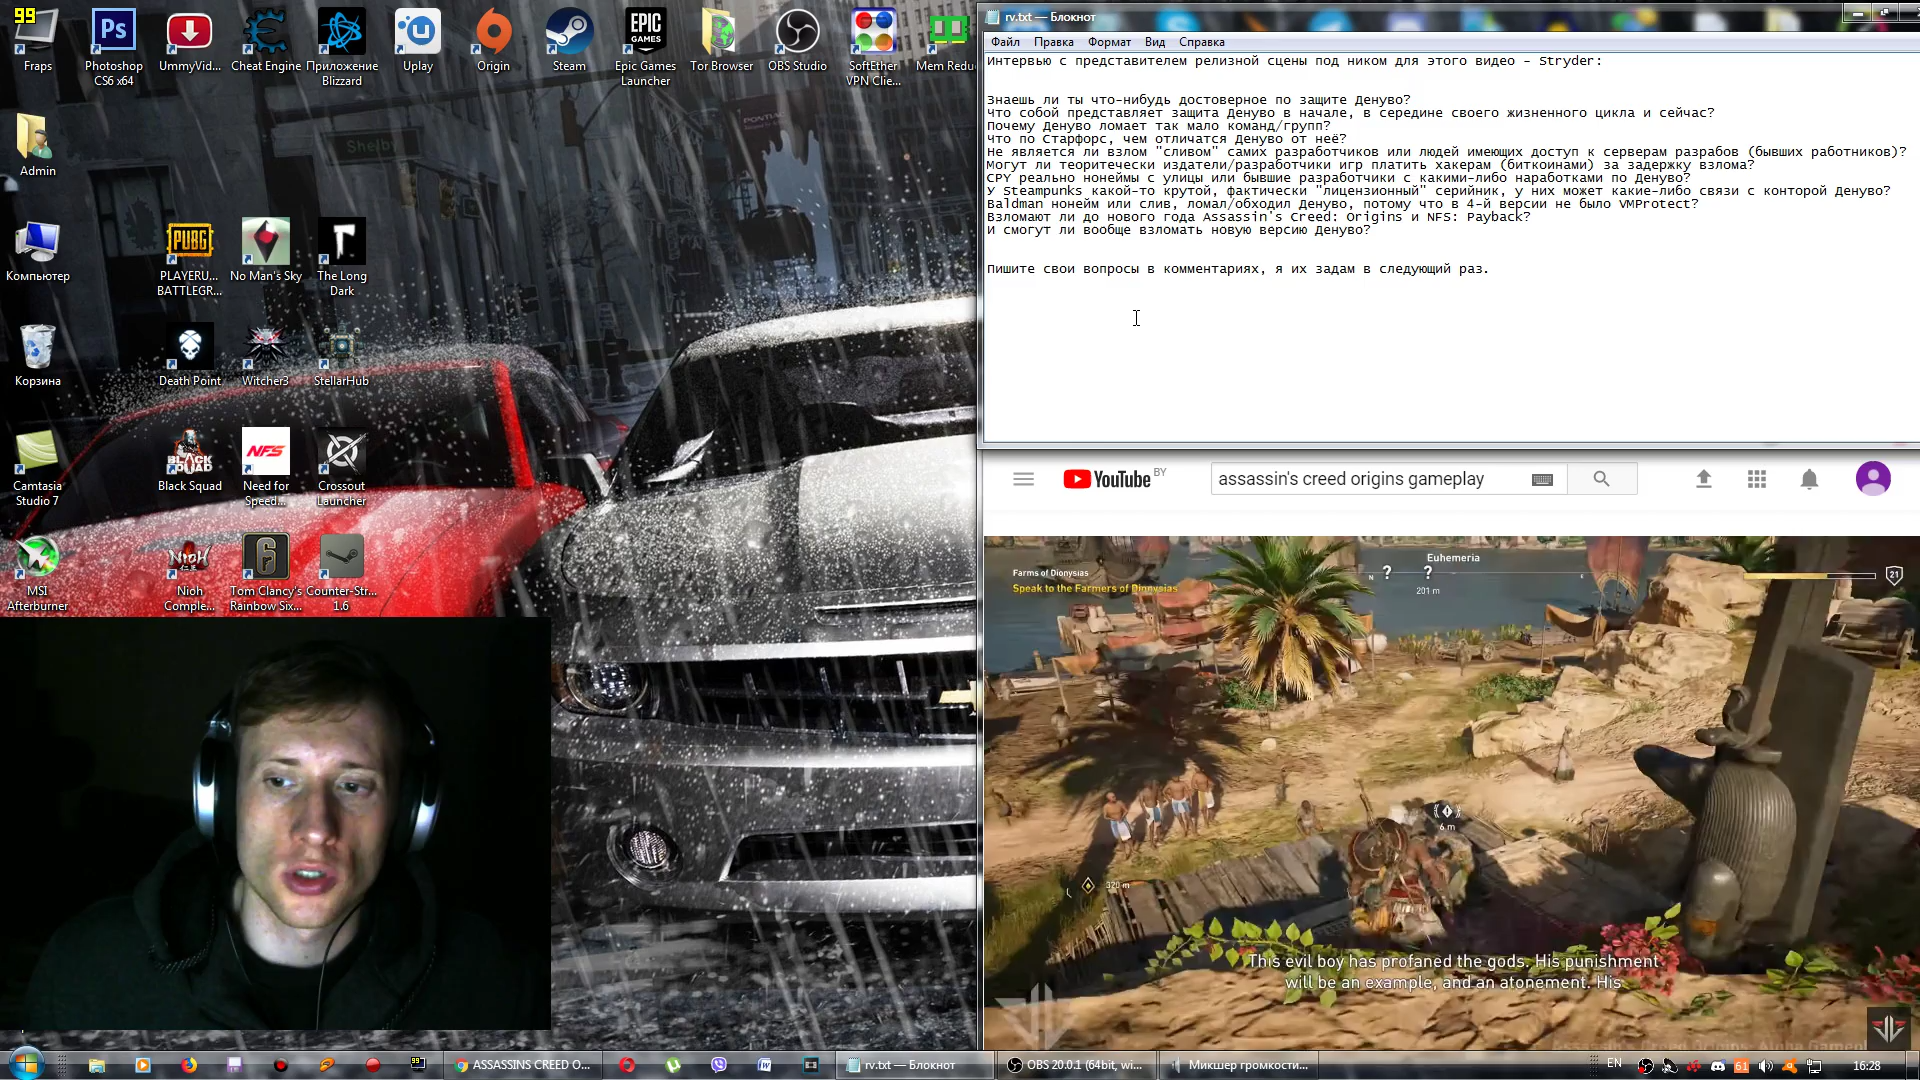 99
Fraps
Photoshop CS6 x64
UmmyVid...
Cheat Engine
Приложение Blizzard
Uplay
Origin
Steam
Epic Games Launcher
Tor Browser
OBS Studio
SoftEther VPN Clie...
Mem Redu
Admin
Компьютер
PLAYERU... BATTLEGR...
No Man's Sky
The Long Dark
Корзина
Death Point
Witcher3
StellarHub
Camtasia Studio 7
Black Squad
Need for Speed...
Crossout Launcher
MSI Afterburner
Nioh Comple...
Tom Clancy's Rainbow Six...
Counter-Str... 1.6
Shelby
PONTIAC
rv.txt — Блокнот
Файл Правка Формат Вид Справка
Интервью с представителем релизной сцены под ником для этого видео - Stryder:
Знаешь ли ты что-нибудь достоверное по защите Денуво?
Что собой представляет защита Денуво в начале, в середине своего жизненного цикла и сейчас?
Почему Денуво ломает так мало команд/групп?
Что по Старфорс, чем отличатся Денуво от неё?
Не является ли взлом "сливом" самих разработчиков или людей имеющих доступ к серверам разрабов (бывших работников)?
Могут ли теоритечески издатели/разработчики игр платить хакерам (биткоинами) за задержку взлома?
CPY реально нонеймы с улицы или бывшие разработчики с какими-либо наработками по Денуво?
У Steampunks какой-то крутой, фактически "лицензионный" серийник, у них может какие-либо связи с конторой Денуво?
Baldman нонейм или слив, ломал/обходил Денуво, потому что в 4-й версии не было VMProtect?
Взломают ли до нового года Assassin's Creed: Origins и NFS: Payback?
И смогут ли вообще взломать новую версию Денуво?
Пишите свои вопросы в комментариях, я их задам в следующий раз.
YouTube BY
assassin's creed origins gameplay
Euhemeria
Farms of Dionysias
Speak to the Farmers of Dionysias
N ? ? E
201 m
21
6 m
320 m
This evil boy has profaned the gods. His punishment
will be an example, and an atonement. His
ASSASSINS CREED O...
rv.txt — Блокнот
OBS 20.0.1 (64bit, wi...
Микшер громкости...
EN
61
16:28